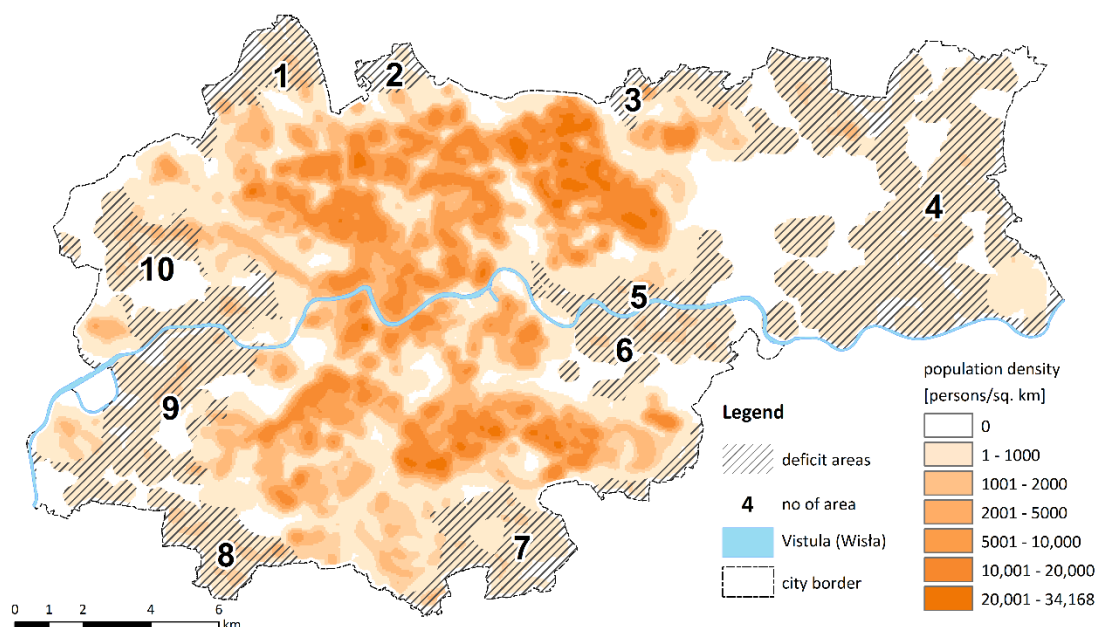 1
2
3
4
5
6
7
8
9
10
Legend
deficit areas
4 no of area
Vistula (Wisła)
city border
population density
[persons/sq. km]
0
1 - 1000
1001 - 2000
2001 - 5000
5001 - 10,000
10,001 - 20,000
20,001 - 34,168
0 1 2 4 6
km